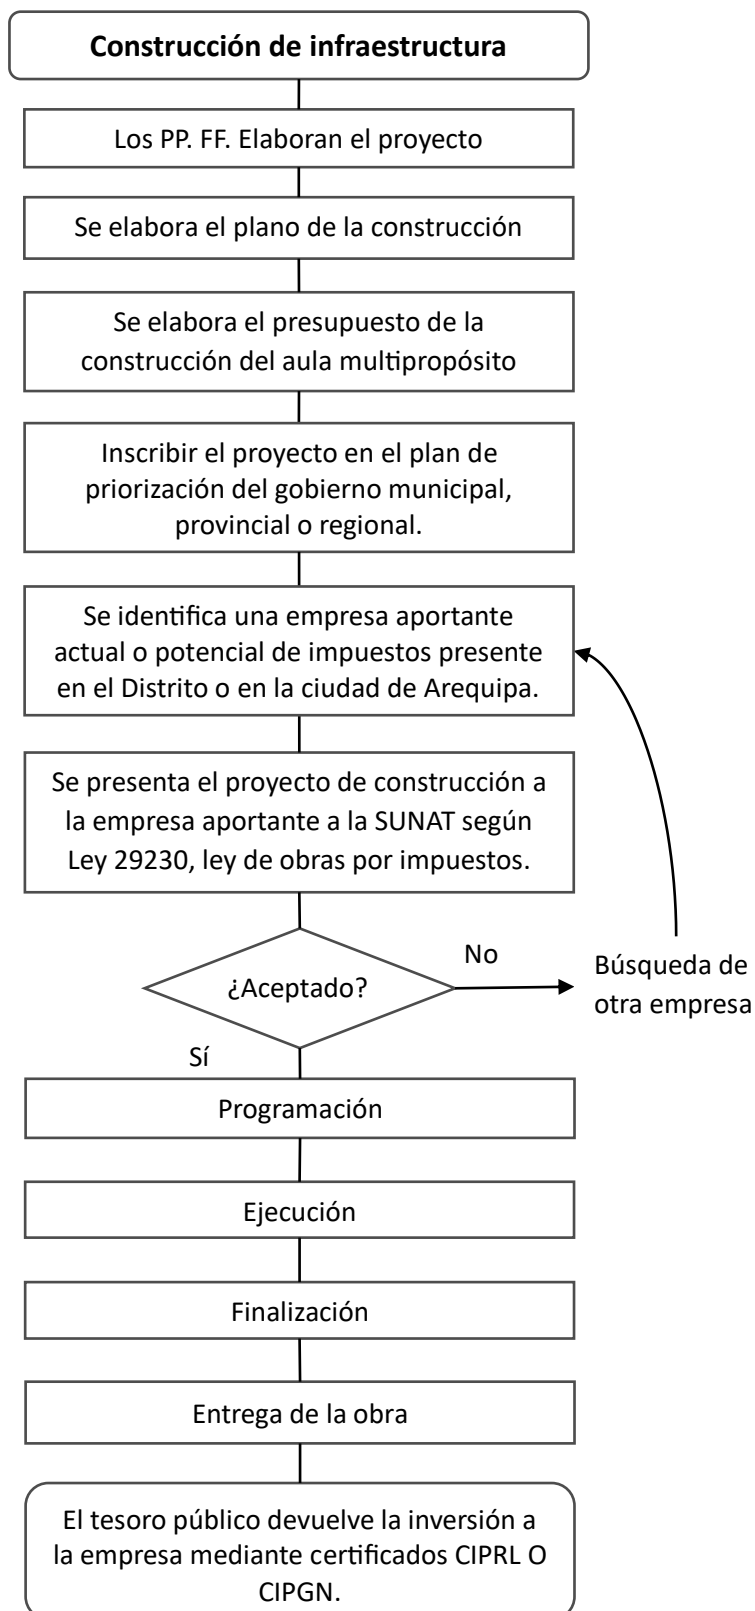 Construcción de infraestructura
Los PP. FF. Elaboran el proyecto
Se elabora el plano de la construcción
Se elabora el presupuesto de la
construcción del aula multipropósito
Inscribir el proyecto en el plan de
priorización del gobierno municipal,
provincial o regional.
Se identifica una empresa aportante
actual o potencial de impuestos presente
en el Distrito o en la ciudad de Arequipa.
Se presenta el proyecto de construcción a
la empresa aportante a la SUNAT según
Ley 29230, ley de obras por impuestos.
¿Aceptado?
No
Búsqueda de
otra empresa
Sí
Programación
Ejecución
Finalización
Entrega de la obra
El tesoro público devuelve la inversión a
la empresa mediante certificados CIPRL O
CIPGN.